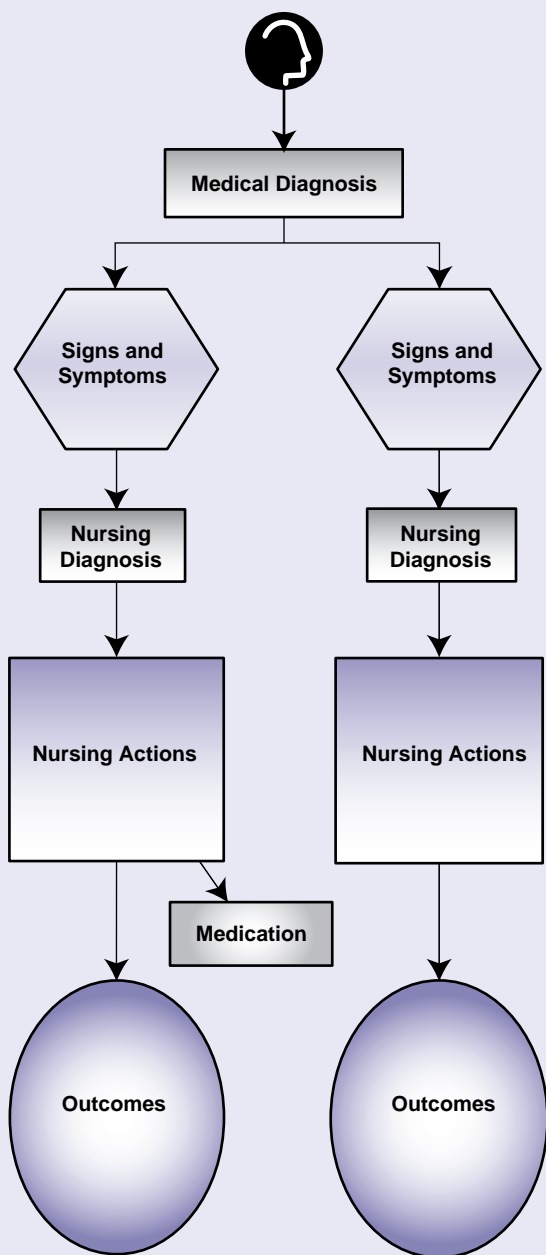 Medical Diagnosis
Signs and
Symptoms
Signs and
Symptoms
Nursing
Diagnosis
Nursing
Diagnosis
Nursing Actions
Nursing Actions
Medication
Outcomes
Outcomes